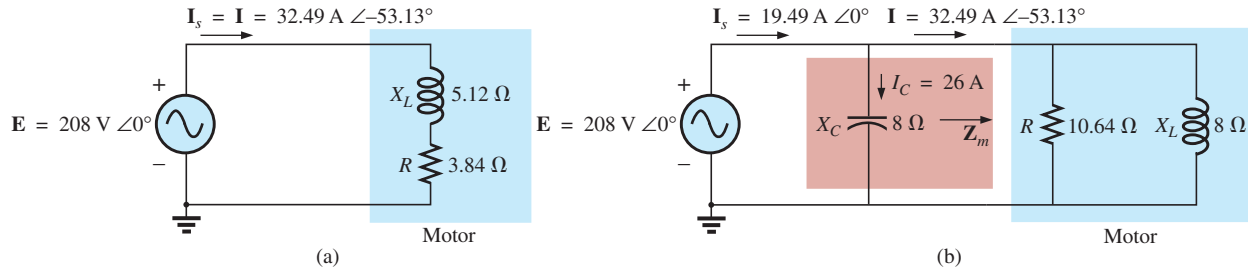 I_s = I = 32.49 A ∠–53.13°
+
E = 208 V ∠0°
–
X_L 5.12 Ω
R 3.84 Ω
Motor
(a)
I_s = 19.49 A ∠0° I = 32.49 A ∠–53.13°
+
E = 208 V ∠0°
–
I_C = 26 A
X_C 8 Ω
Z_m
R 10.64 Ω
X_L 8 Ω
Motor
(b)